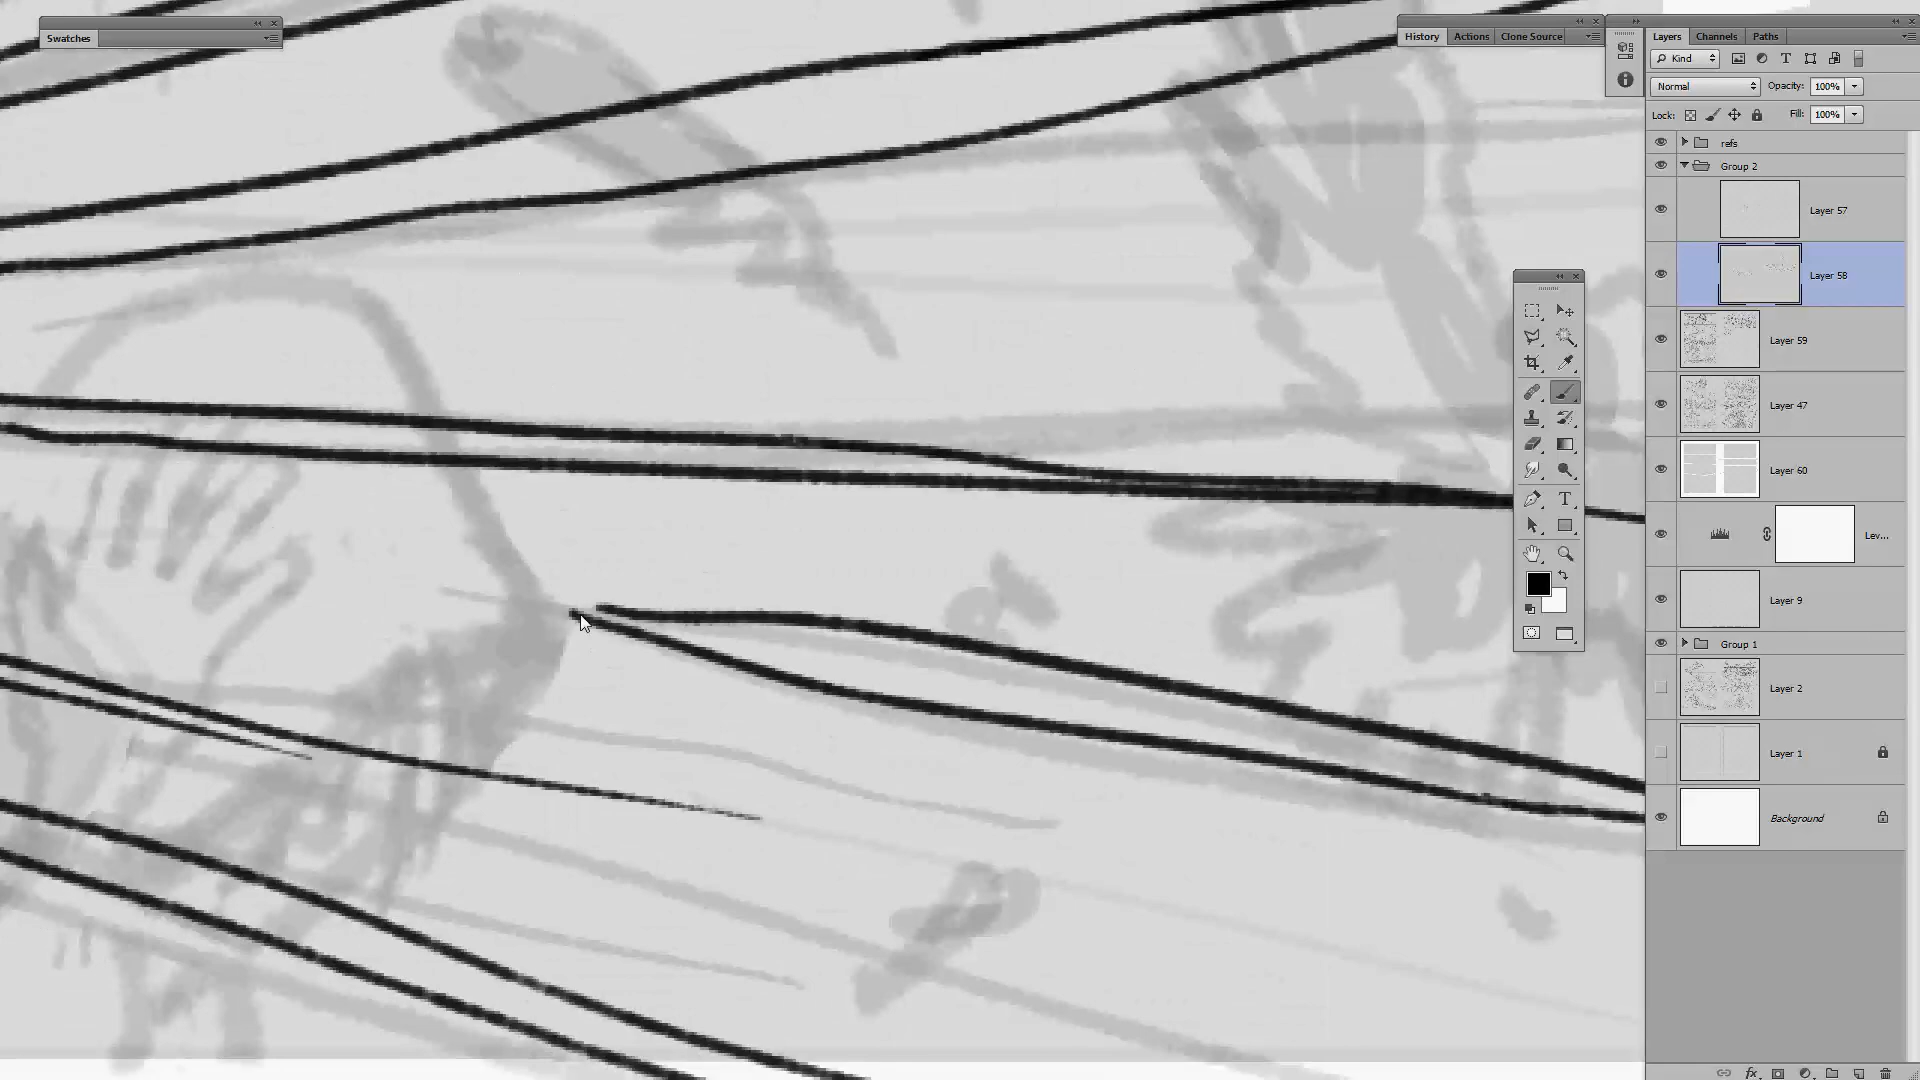 Swatches
History Actions Clone Source
Layers Channels Paths
Kind
Normal Opacity: 100%
Lock: Fill: 100%
refs
Group 2
Layer 57
Layer 58
Layer 59
Layer 47
Layer 60
Lev...
Layer 9
Group 1
Layer 2
Layer 1
Background